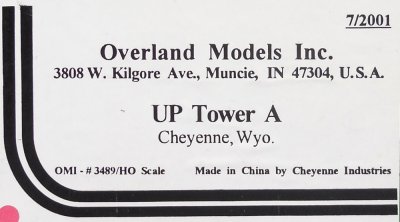 7/2001
Overland Models Inc.
3808 W. Kilgore Ave., Muncie, IN 47304, U.S.A.
UP Tower A
Cheyenne, Wyo.
OMI - # 3489/HO Scale Made in China by Cheyenne Industries